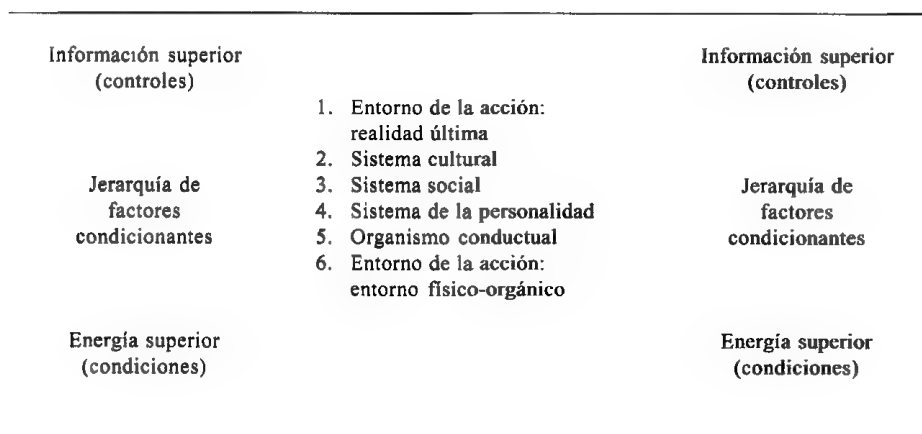 Información superior
(controles)
Jerarquía de
factores
condicionantes
Energía superior
(condiciones)
1. Entorno de la acción:
realidad última
2. Sistema cultural
3. Sistema social
4. Sistema de la personalidad
5. Organismo conductual
6. Entorno de la acción:
entorno físico-orgánico
Información superior
(controles)
Jerarquía de
factores
condicionantes
Energía superior
(condiciones)